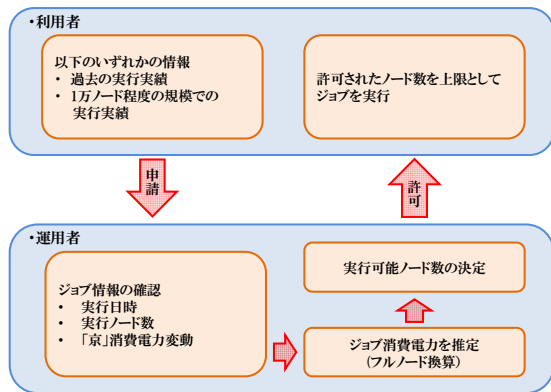 ・利用者
以下のいずれかの情報
• 過去の実行実績
• 1万ノード程度の規模での
実行実績
許可されたノード数を上限として
ジョブを実行
申請
許可
・運用者
ジョブ情報の確認
• 実行日時
• 実行ノード数
• 「京」消費電力変動
実行可能ノード数の決定
ジョブ消費電力を推定
(フルノード換算)